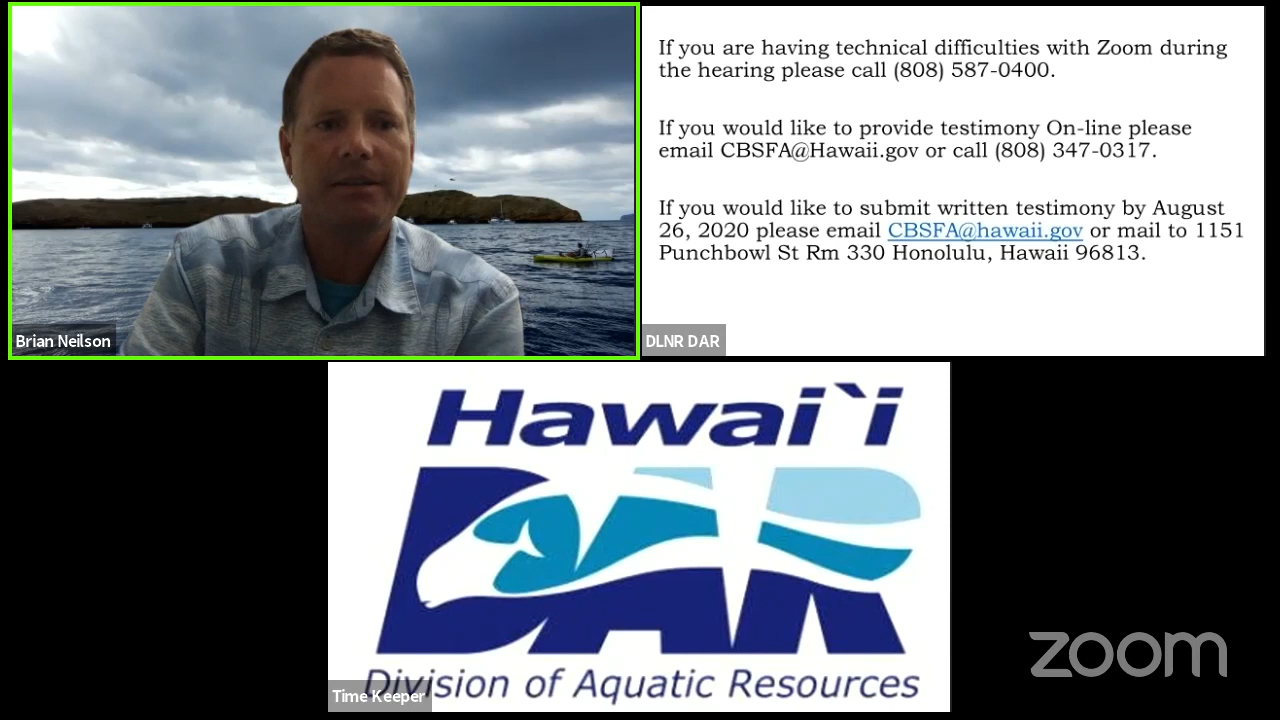 If you are having technical difficulties with Zoom during
the hearing please call (808) 587-0400.
If you would like to provide testimony On-line please
email CBSFA@Hawaii.gov or call (808) 347-0317.
If you would like to submit written testimony by August
26, 2020 please email CBSFA@hawaii.gov or mail to 1151
Punchbowl St Rm 330 Honolulu, Hawaii 96813.
Brian Neilson
DLNR DAR
Hawai`i
DAR
Division of Aquatic Resources
Time Keeper
zoom